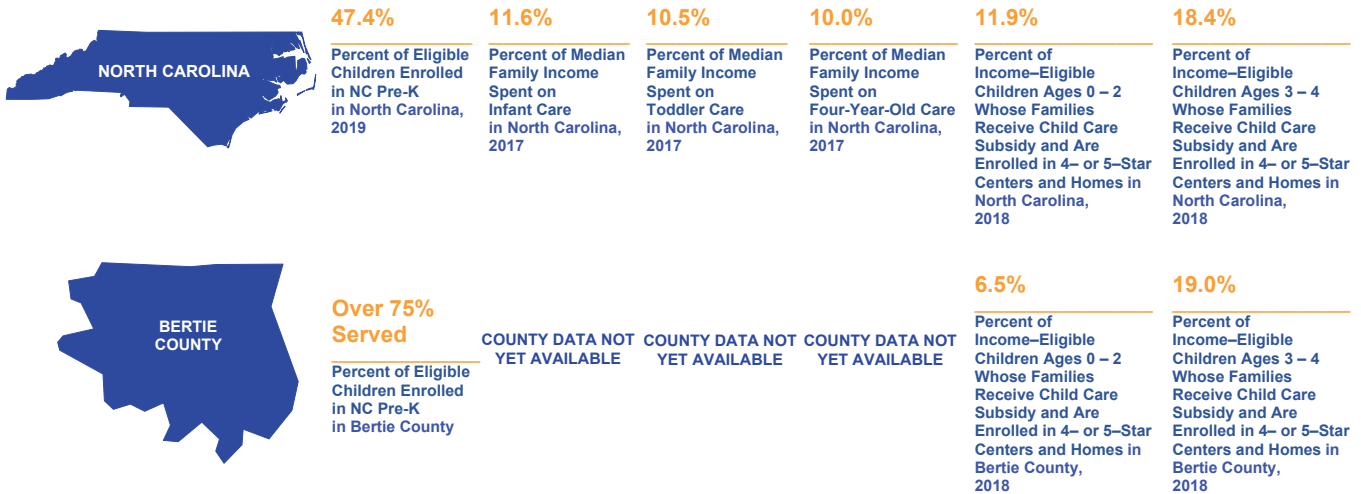 NORTH CAROLINA
47.4%
Percent of Eligible
Children Enrolled
in NC Pre-K
in North Carolina,
2019
11.6%
Percent of Median
Family Income
Spent on
Infant Care
in North Carolina,
2017
10.5%
Percent of Median
Family Income
Spent on
Toddler Care
in North Carolina,
2017
10.0%
Percent of Median
Family Income
Spent on
Four-Year-Old Care
in North Carolina,
2017
11.9%
Percent of
Income–Eligible
Children Ages 0 – 2
Whose Families
Receive Child Care
Subsidy and Are
Enrolled in 4– or 5–Star
Centers and Homes in
North Carolina,
2018
18.4%
Percent of
Income–Eligible
Children Ages 3 – 4
Whose Families
Receive Child Care
Subsidy and Are
Enrolled in 4– or 5–Star
Centers and Homes in
North Carolina,
2018
BERTIE
COUNTY
Over 75%
Served
Percent of Eligible
Children Enrolled
in NC Pre-K
in Bertie County
COUNTY DATA NOT
YET AVAILABLE
COUNTY DATA NOT
YET AVAILABLE
COUNTY DATA NOT
YET AVAILABLE
6.5%
Percent of
Income–Eligible
Children Ages 0 – 2
Whose Families
Receive Child Care
Subsidy and Are
Enrolled in 4– or 5–Star
Centers and Homes in
Bertie County,
2018
19.0%
Percent of
Income–Eligible
Children Ages 3 – 4
Whose Families
Receive Child Care
Subsidy and Are
Enrolled in 4– or 5–Star
Centers and Homes in
Bertie County,
2018